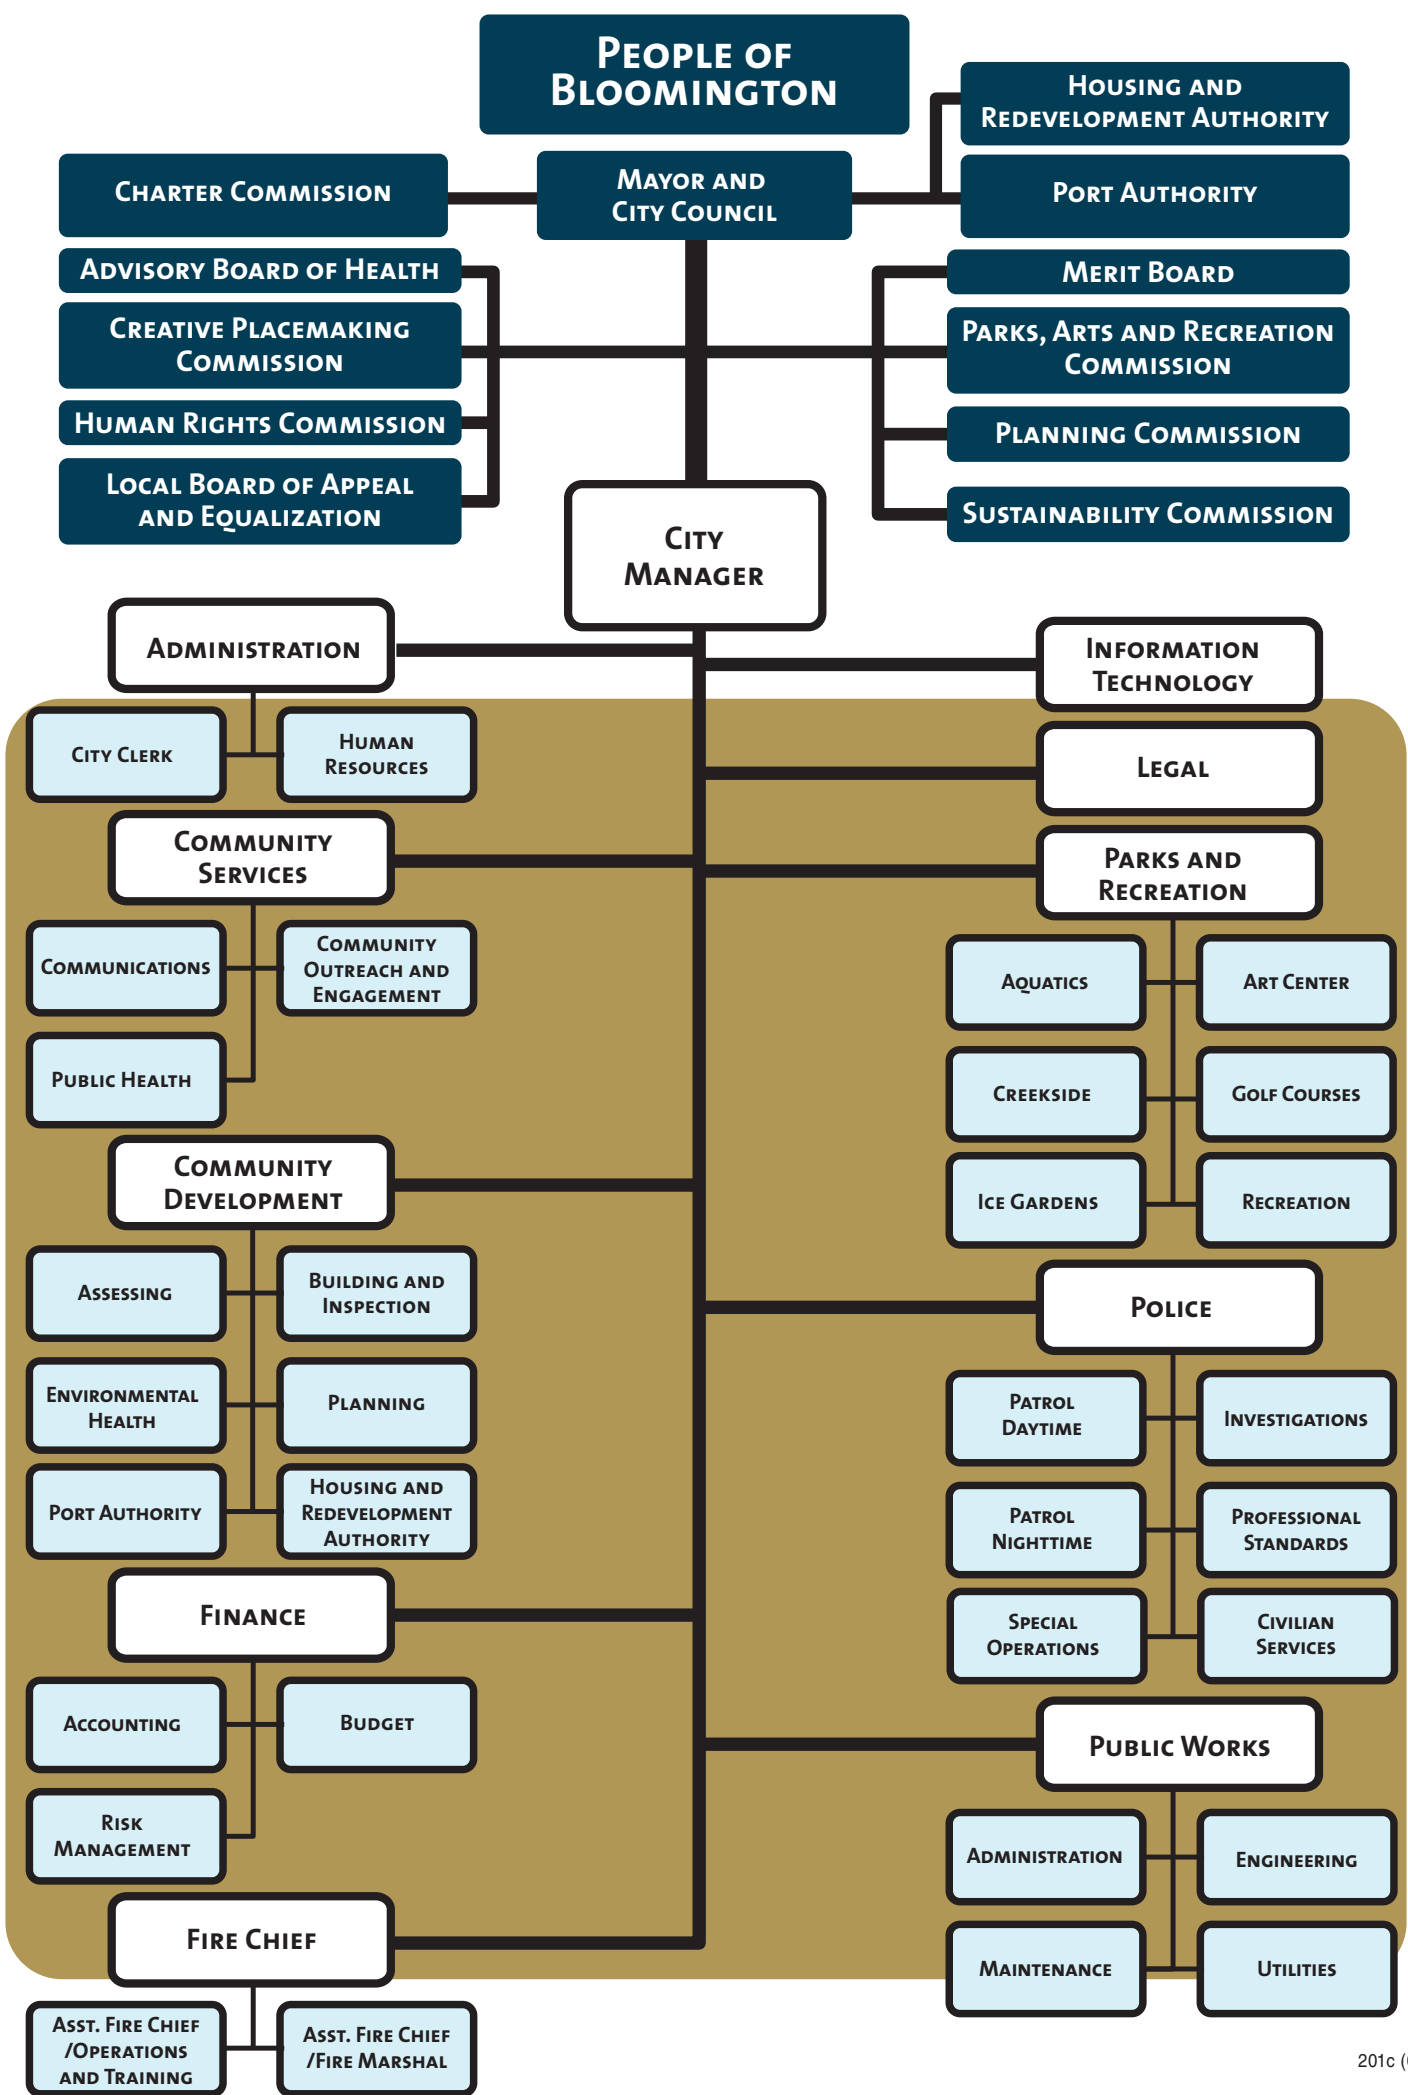 People of
Bloomington
Housing and
Redevelopment Authority
Charter Commission
Mayor and
City Council
Port Authority
Advisory Board of Health
Merit Board
Creative Placemaking
Commission
Parks, Arts and Recreation
Commission
Human Rights Commission
Planning Commission
Local Board of Appeal
and Equalization
Sustainability Commission
City
Manager
Administration
City Clerk
Human
Resources
Community
Services
Communications
Community
Outreach and
Engagement
Public Health
Community
Development
Assessing
Building and
Inspection
Environmental
Health
Planning
Port Authority
Housing and
Redevelopment
Authority
Finance
Accounting
Budget
Risk
Management
Fire Chief
Asst. Fire Chief
/Operations
and Training
Asst. Fire Chief
/Fire Marshal
Information
Technology
Legal
Parks and
Recreation
Aquatics
Art Center
Creekside
Golf Courses
Ice Gardens
Recreation
Police
Patrol
Daytime
Investigations
Patrol
Nighttime
Professional
Standards
Special
Operations
Civilian
Services
Public Works
Administration
Engineering
Maintenance
Utilities
201c (